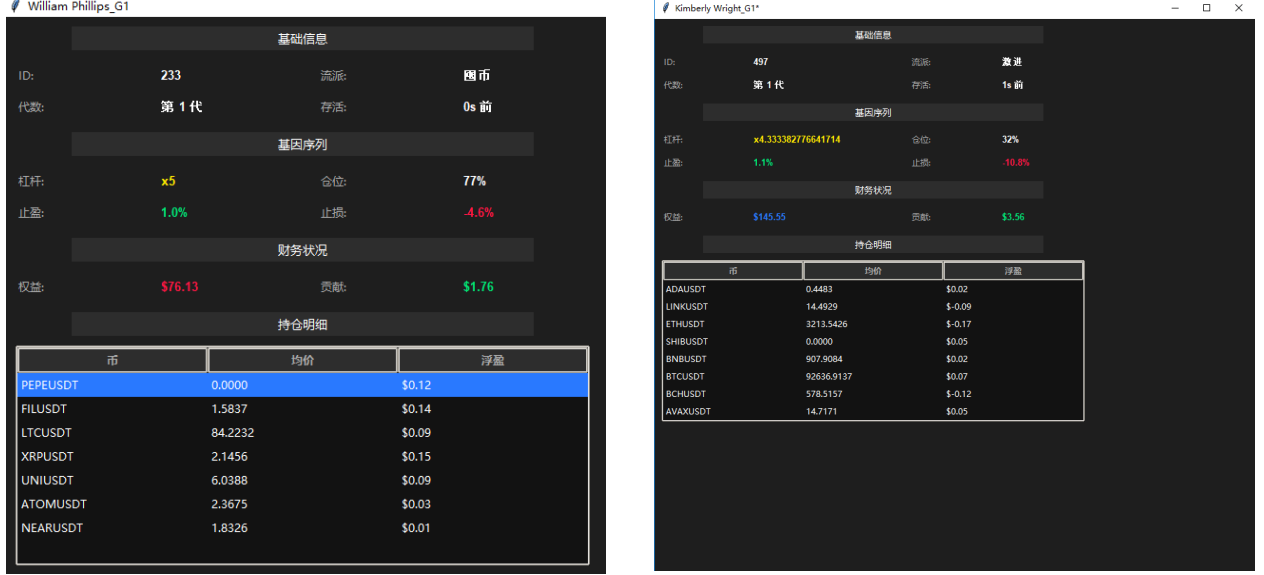 William Phillips_G1
基础信息
ID: 233 流派: 囤币
代数: 第 1 代 存活: 0s 前
基因序列
杠杆: x5 仓位: 77%
止盈: 1.0% 止损: -4.6%
财务状况
权益: $76.13 贡献: $1.76
持仓明细
币 均价 浮盈
PEPEUSDT 0.0000 $0.12
FILUSDT 1.5837 $0.14
LTCUSDT 84.2232 $0.09
XRPUSDT 2.1456 $0.15
UNIUSDT 6.0388 $0.09
ATOMUSDT 2.3675 $0.03
NEARUSDT 1.8326 $0.01
Kimberly Wright_G1*
基础信息
ID: 497 流派: 激进
代数: 第 1 代 存活: 1s 前
基因序列
杠杆: x4.333382776641714 仓位: 32%
止盈: 1.1% 止损: -10.8%
财务状况
权益: $145.55 贡献: $3.56
持仓明细
币 均价 浮盈
ADAUSDT 0.4483 $0.02
LINKUSDT 14.4929 $-0.09
ETHUSDT 3213.5426 $-0.17
SHIBUSDT 0.0000 $0.05
BNBUSDT 907.9084 $0.02
BTCUSDT 92636.9137 $0.07
BCHUSDT 578.5157 $-0.12
AVAXUSDT 14.7171 $0.05